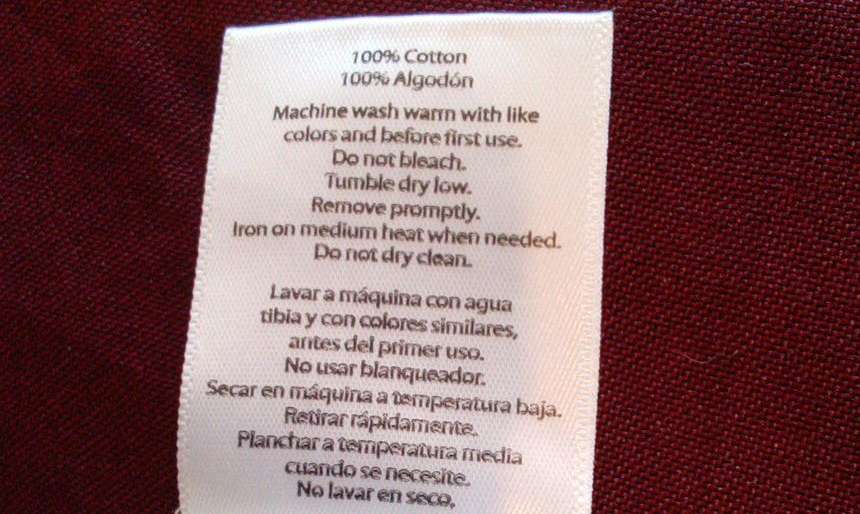 100% Cotton
100% Algodón
Machine wash warm with like
colors and before first use.
Do not bleach.
Tumble dry low.
Remove promptly.
Iron on medium heat when needed.
Do not dry clean.
Lavar a máquina con agua
tibia y con colores similares,
antes del primer uso.
No usar blanqueador.
Secar en máquina a temperatura baja.
Retirar rápidamente.
Planchar a temperatura media
cuando se necesite.
No lavar en seco.